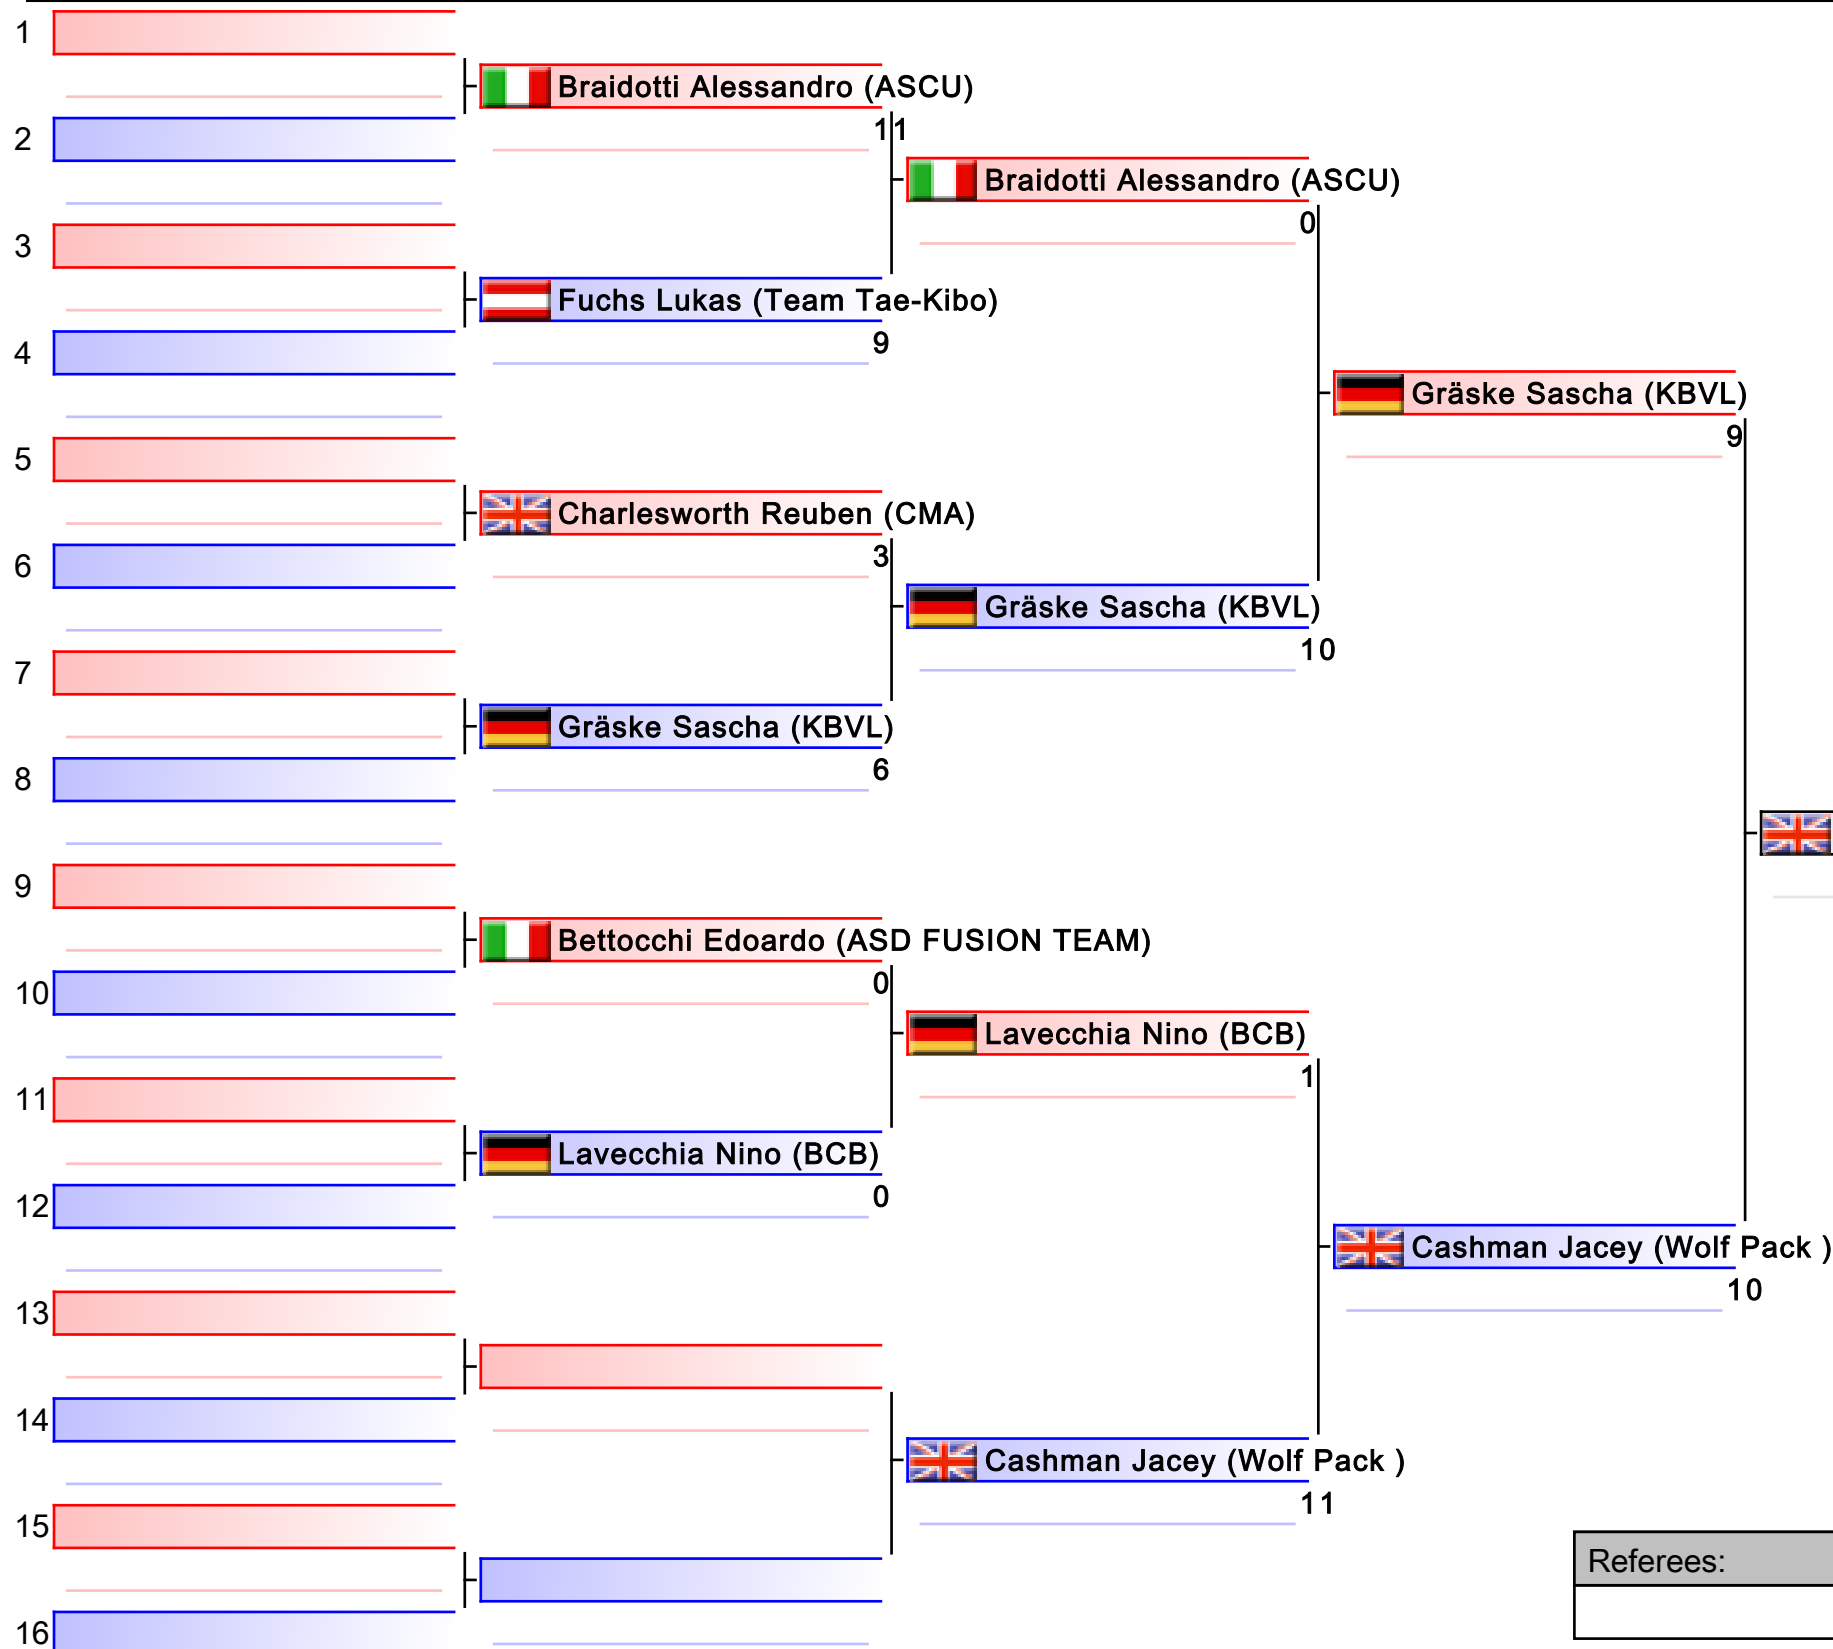 1
Braidotti Alessandro (ASCU)
11
2
Braidotti Alessandro (ASCU)
0
3
Fuchs Lukas (Team Tae-Kibo)
9
4
Gräske Sascha (KBVL)
9
5
Charlesworth Reuben (CMA)
3
6
Gräske Sascha (KBVL)
10
7
Gräske Sascha (KBVL)
6
8
9
Bettocchi Edoardo (ASD FUSION TEAM)
0
10
Lavecchia Nino (BCB)
1
11
Lavecchia Nino (BCB)
0
12
Cashman Jacey (Wolf Pack )
10
13
14
Cashman Jacey (Wolf Pack )
11
15
Referees:
16